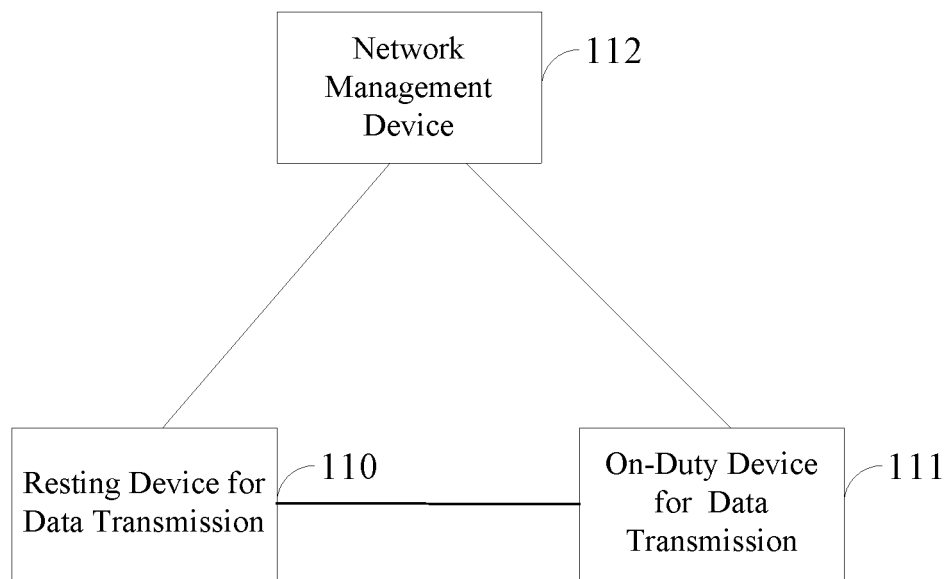 Network
Management
Device
112
Resting Device for
Data Transmission
110
On-Duty Device
for Data
Transmission
111